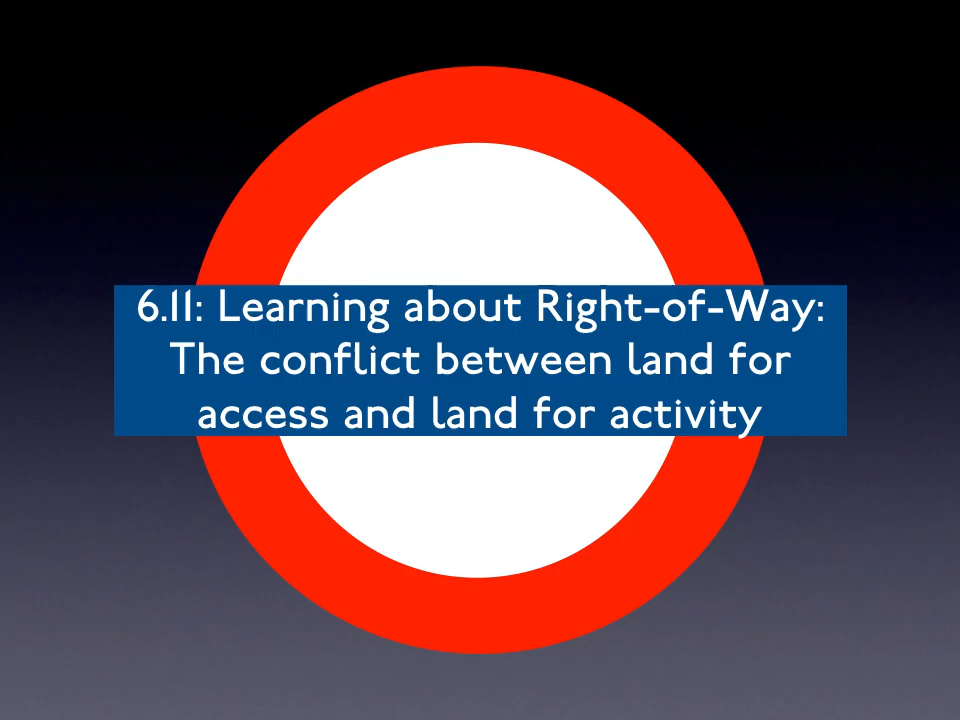 6.11: Learning about Right-of-Way:
The conflict between land for
access and land for activity